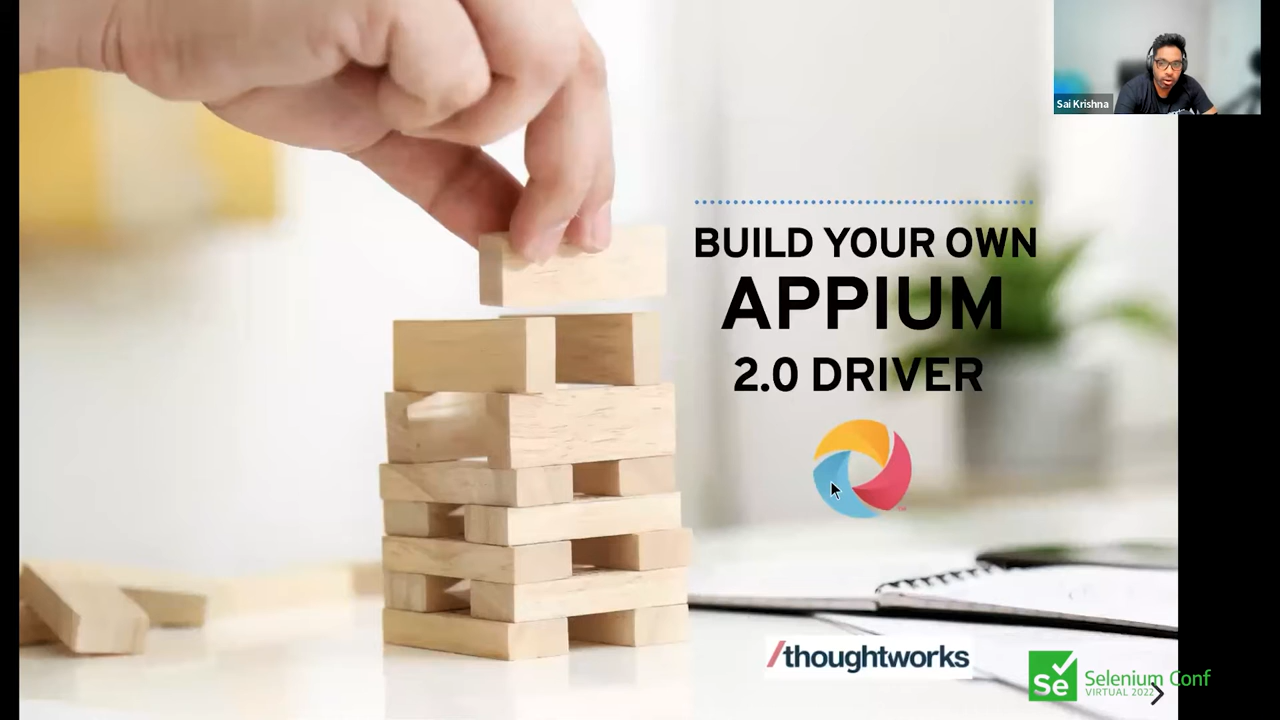 Sai Krishna
BUILD YOUR OWN
APPIUM
2.0 DRIVER
/thoughtworks
Se
Selenium Conf
VIRTUAL 2022